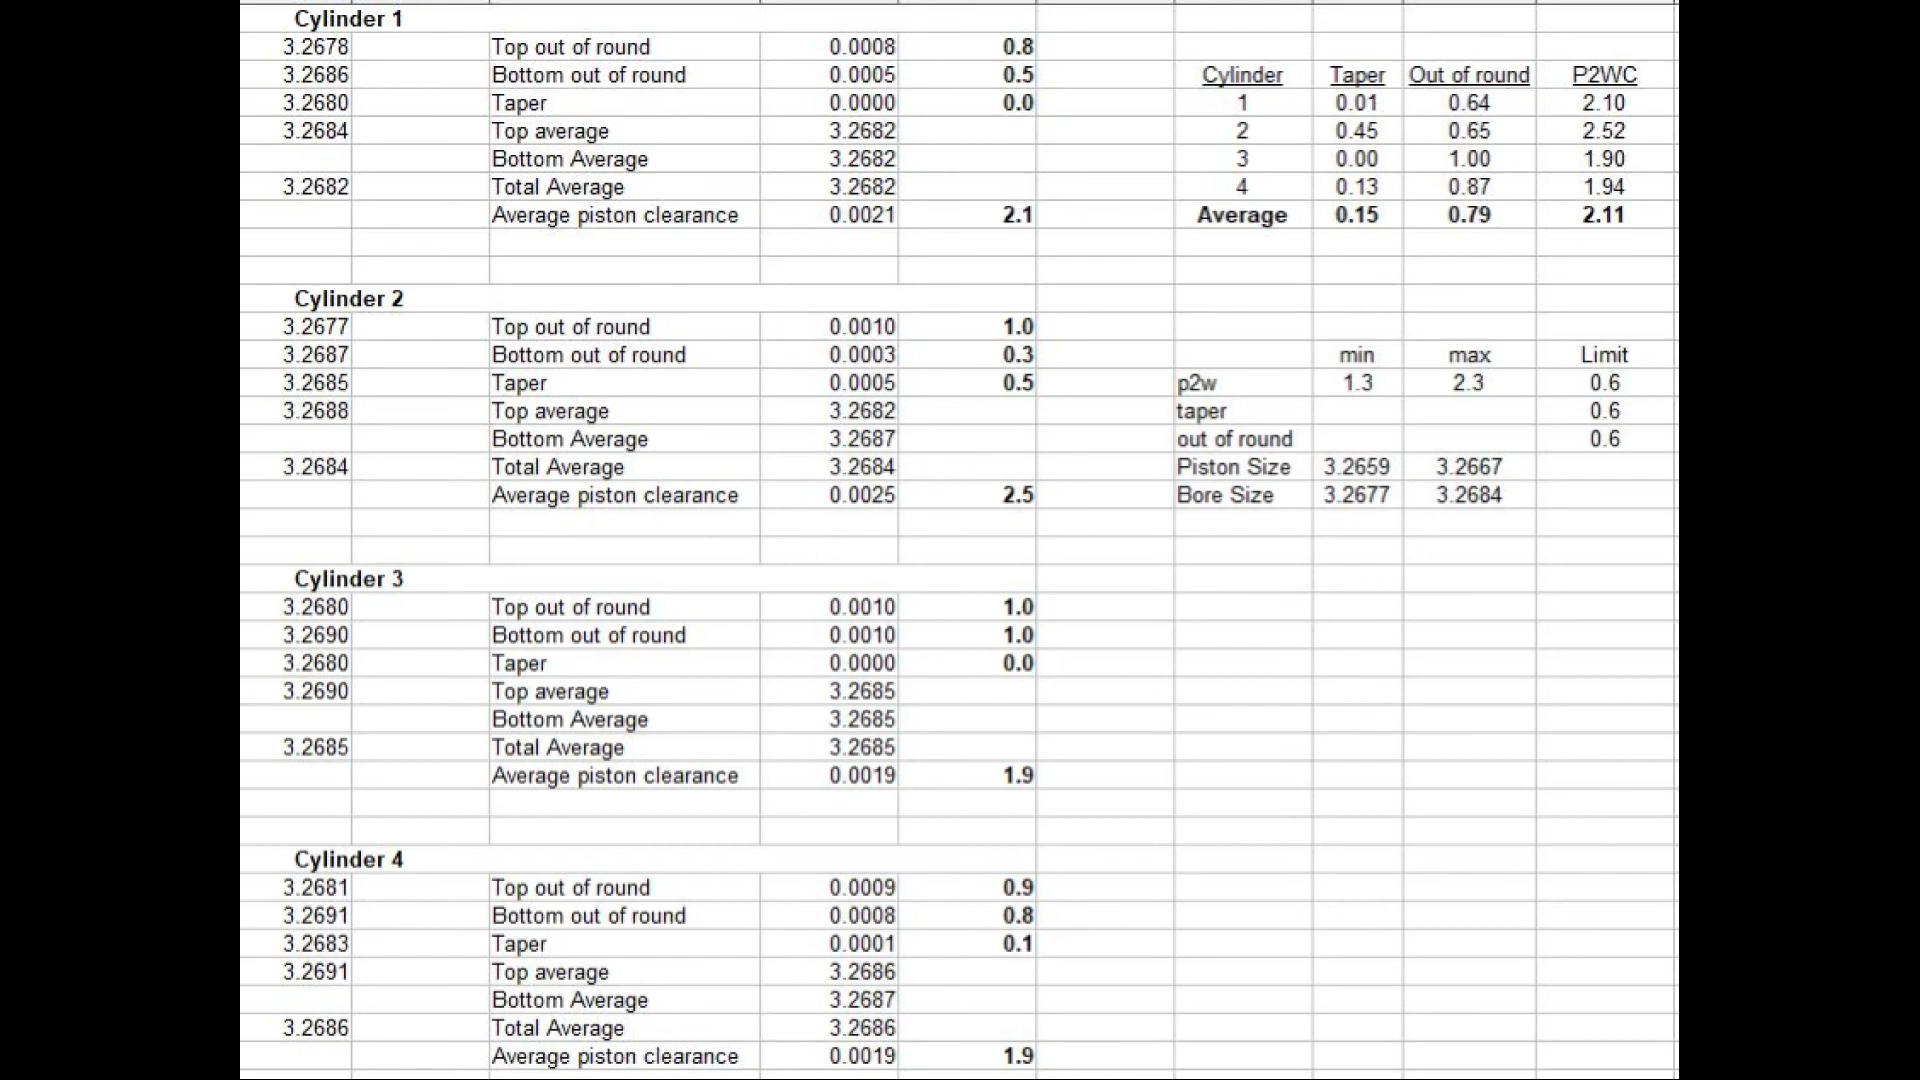 Cylinder 1
3.2678 Top out of round 0.0008 0.8
3.2686 Bottom out of round 0.0005 0.5 Cylinder Taper Out of round P2WC
3.2680 Taper 0.0000 0.0 1 0.01 0.64 2.10
3.2684 Top average 3.2682 2 0.45 0.65 2.52
Bottom Average 3.2682 3 0.00 1.00 1.90
3.2682 Total Average 3.2682 4 0.13 0.87 1.94
Average piston clearance 0.0021 2.1 Average 0.15 0.79 2.11
Cylinder 2
3.2677 Top out of round 0.0010 1.0
3.2687 Bottom out of round 0.0003 0.3 min max Limit
3.2685 Taper 0.0005 0.5 p2w 1.3 2.3 0.6
3.2688 Top average 3.2682 taper 0.6
Bottom Average 3.2687 out of round 0.6
3.2684 Total Average 3.2684 Piston Size 3.2659 3.2667
Average piston clearance 0.0025 2.5 Bore Size 3.2677 3.2684
Cylinder 3
3.2680 Top out of round 0.0010 1.0
3.2690 Bottom out of round 0.0010 1.0
3.2680 Taper 0.0000 0.0
3.2690 Top average 3.2685
Bottom Average 3.2685
3.2685 Total Average 3.2685
Average piston clearance 0.0019 1.9
Cylinder 4
3.2681 Top out of round 0.0009 0.9
3.2691 Bottom out of round 0.0008 0.8
3.2683 Taper 0.0001 0.1
3.2691 Top average 3.2686
Bottom Average 3.2687
3.2686 Total Average 3.2686
Average piston clearance 0.0019 1.9